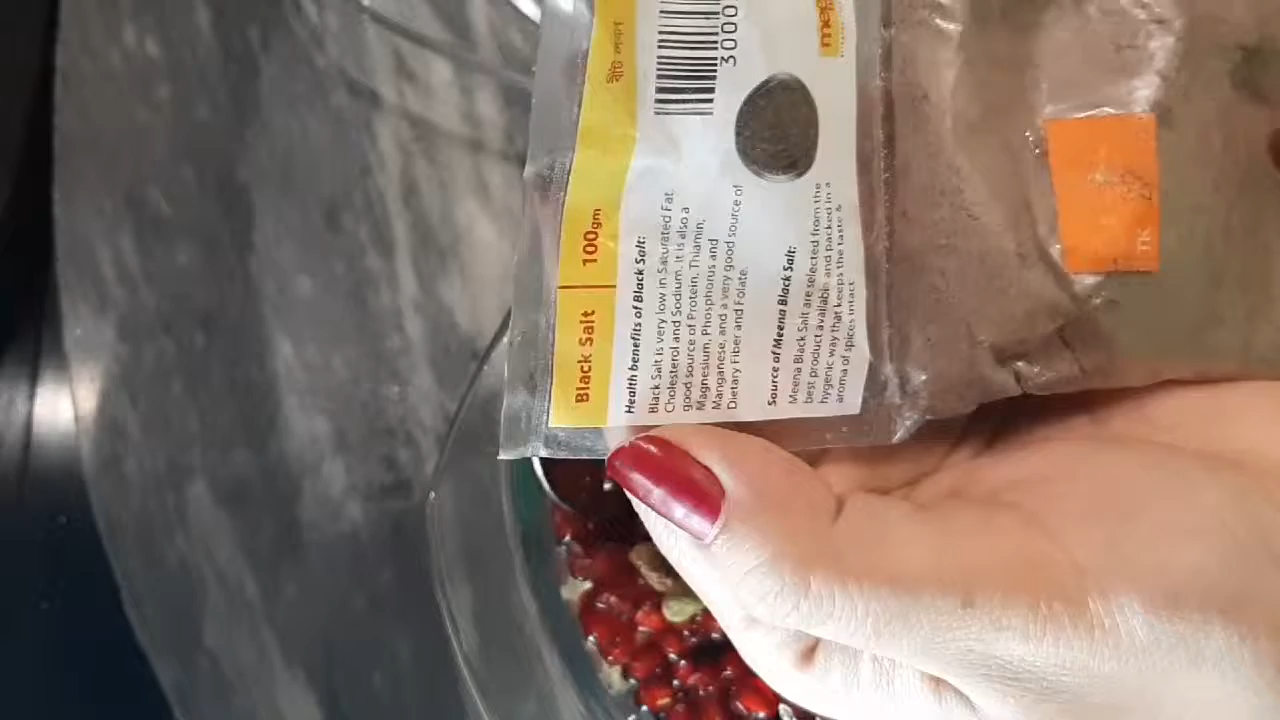 Black Salt 100gm বীট লবণ
3000
Health benefits of Black Salt:
Black Salt is very low in Saturated Fat,
Cholesterol and Sodium. It is also a
good source of Protein, Thiamin,
Magnesium, Phosphorus and
Manganese, and a very good source of
Dietary Fiber and Folate.
Source of Meena Black Salt:
Meena Black Salt are selected from the
best product available and packed in a
hygenic way that keeps the taste &
aroma of spices intact
TK